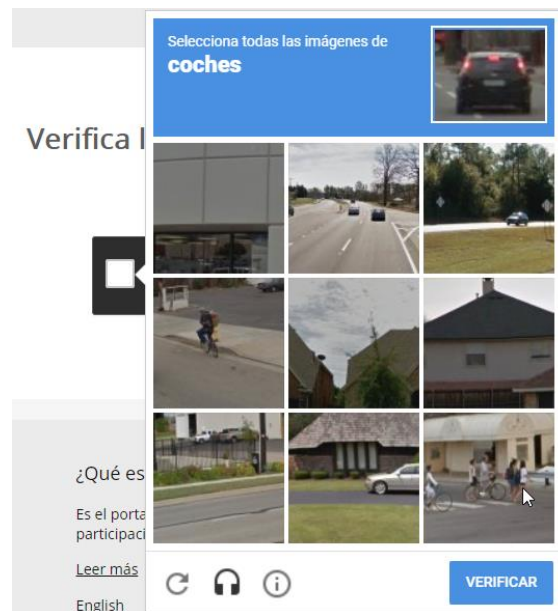 Selecciona todas las imágenes de
coches
Verifica l
¿Qué es
Es el porta
participaci
Leer más
English
VERIFICAR